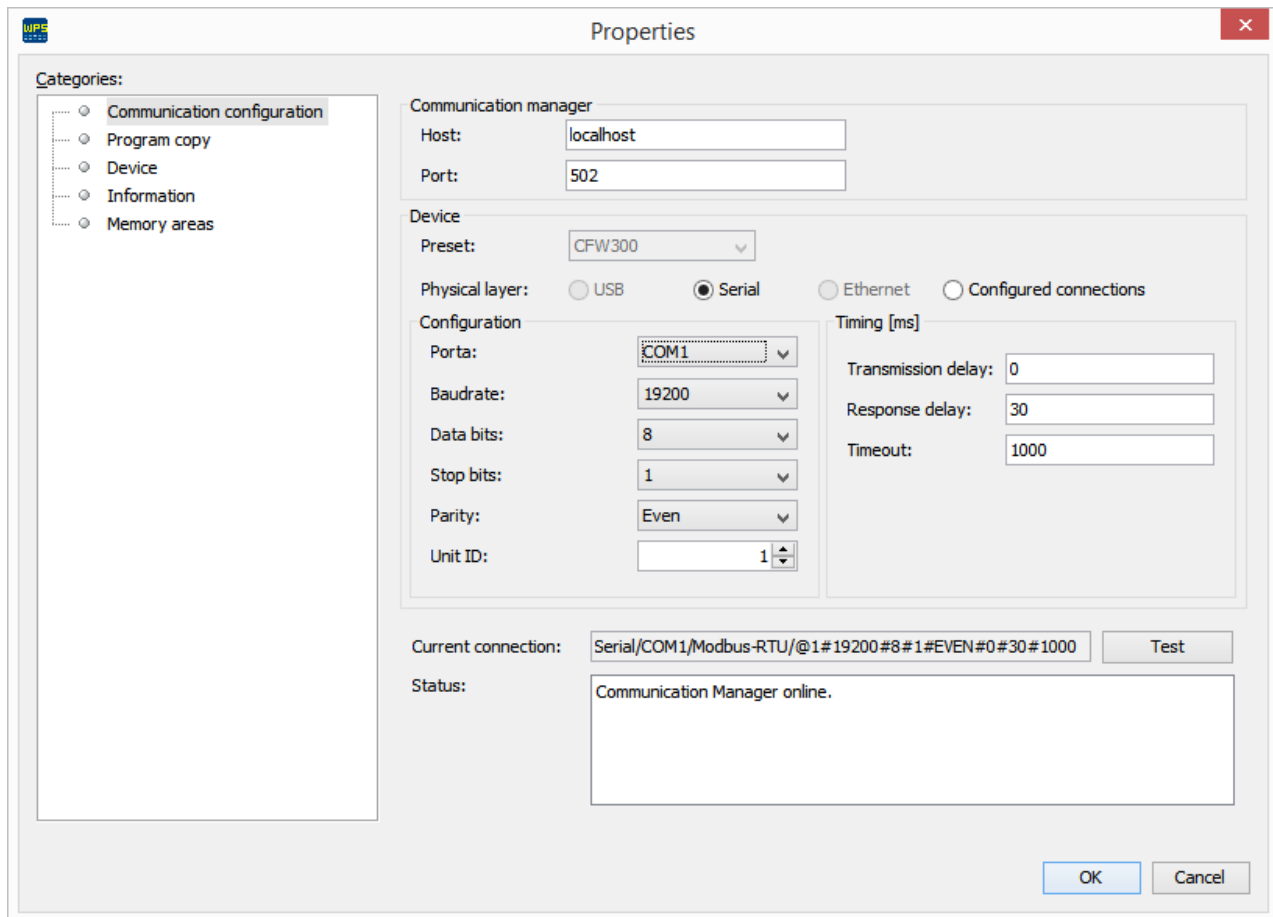 WPS
Properties
Categories:
Communication configuration
Program copy
Device
Information
Memory areas
Communication manager
Host: localhost
Port: 502
Device
Preset: CFW300
Physical layer: USB Serial Ethernet Configured connections
Configuration
Porta: COM1
Baudrate: 19200
Data bits: 8
Stop bits: 1
Parity: Even
Unit ID: 1
Timing [ms]
Transmission delay: 0
Response delay: 30
Timeout: 1000
Current connection: Serial/COM1/Modbus-RTU/@1#19200#8#1#EVEN#0#30#1000 Test
Status: Communication Manager online.
OK Cancel